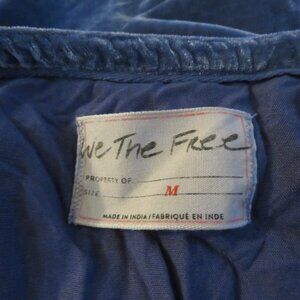 We The Free
PROPERTY OF
SIZE M
MADE IN INDIA / FABRIQUÉ EN INDE